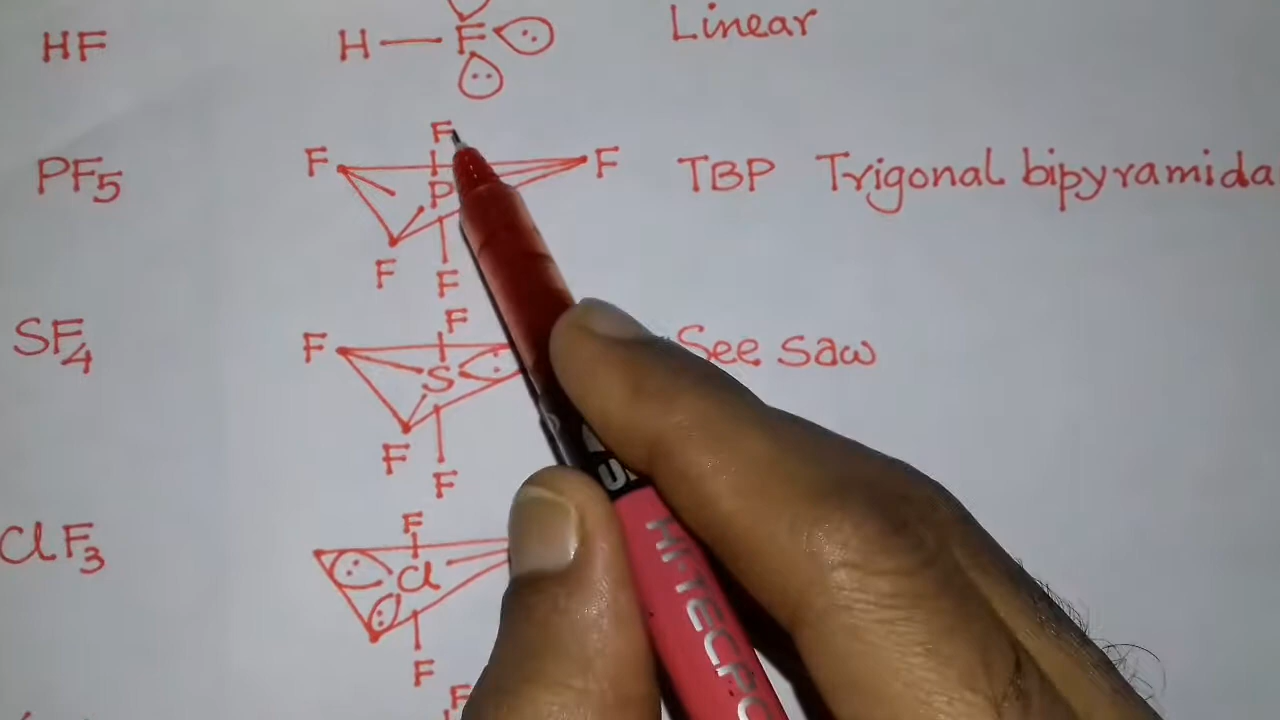 HF H F Linear
F
PF5 F P F TBP Trigonal bipyramida
F F
F
SF4 F S See saw
F F
F
ClF3 Cl
F
F
HI-TECPO